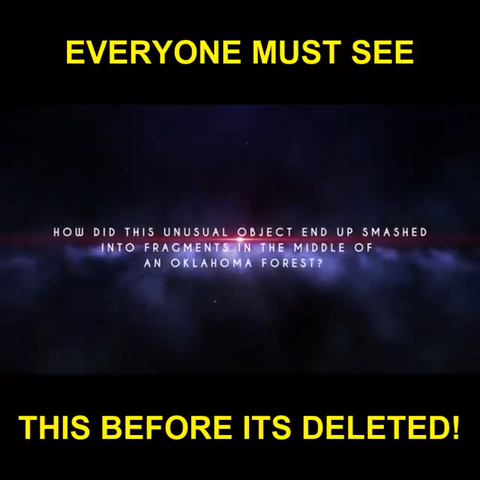 EVERYONE MUST SEE
HOW DID THIS UNUSUAL OBJECT END UP SMASHED
INTO FRAGMENTS IN THE MIDDLE OF
AN OKLAHOMA FOREST?
THIS BEFORE ITS DELETED!